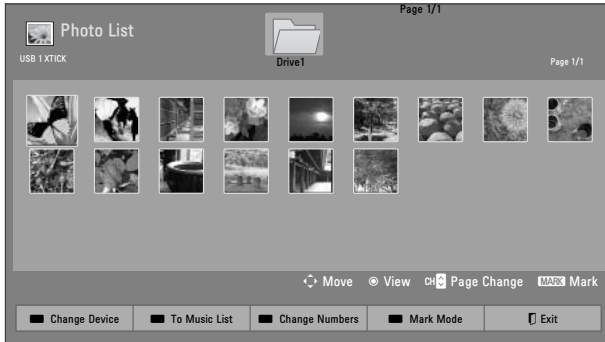 Page 1/1
Photo List
USB 1 XTICK
Drive1
Page 1/1
Move View CH Page Change MARK Mark
Change Device To Music List Change Numbers Mark Mode Exit